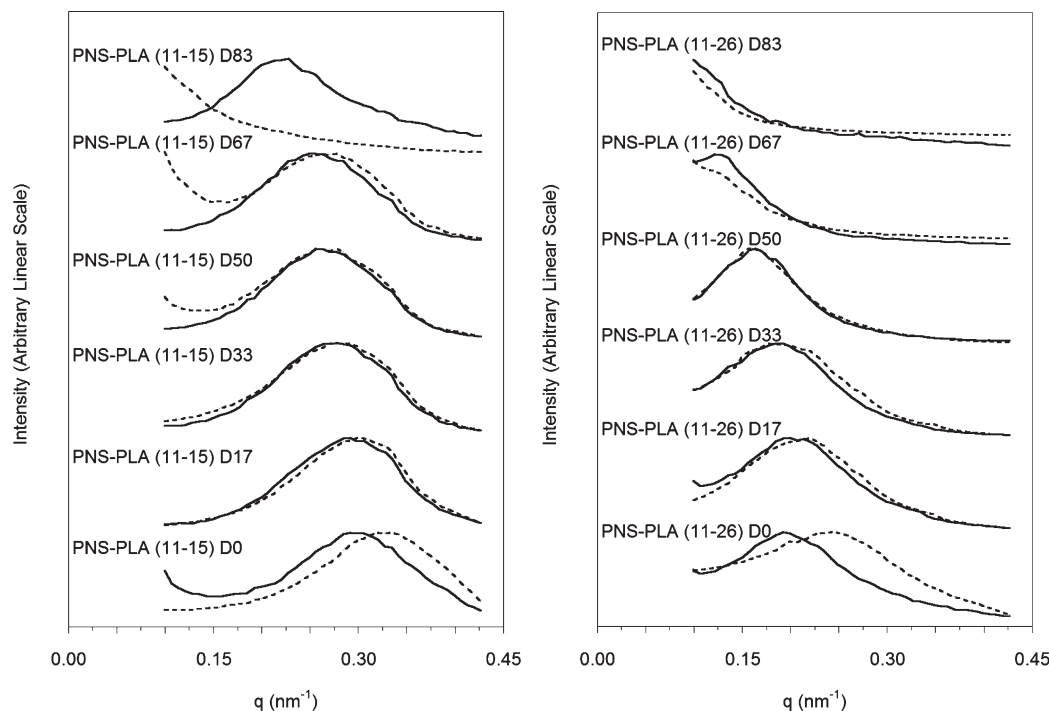 PNS-PLA (11-15) D83
PNS-PLA (11-15) D67
PNS-PLA (11-15) D50
PNS-PLA (11-15) D33
PNS-PLA (11-15) D17
PNS-PLA (11-15) D0
Intensity (Arbitrary Linear Scale)
0.00 0.15 0.30 0.45
q (nm⁻¹)
PNS-PLA (11-26) D83
PNS-PLA (11-26) D67
PNS-PLA (11-26) D50
PNS-PLA (11-26) D33
PNS-PLA (11-26) D17
PNS-PLA (11-26) D0
Intensity (Arbitrary Linear Scale)
0.00 0.15 0.30 0.45
q (nm⁻¹)